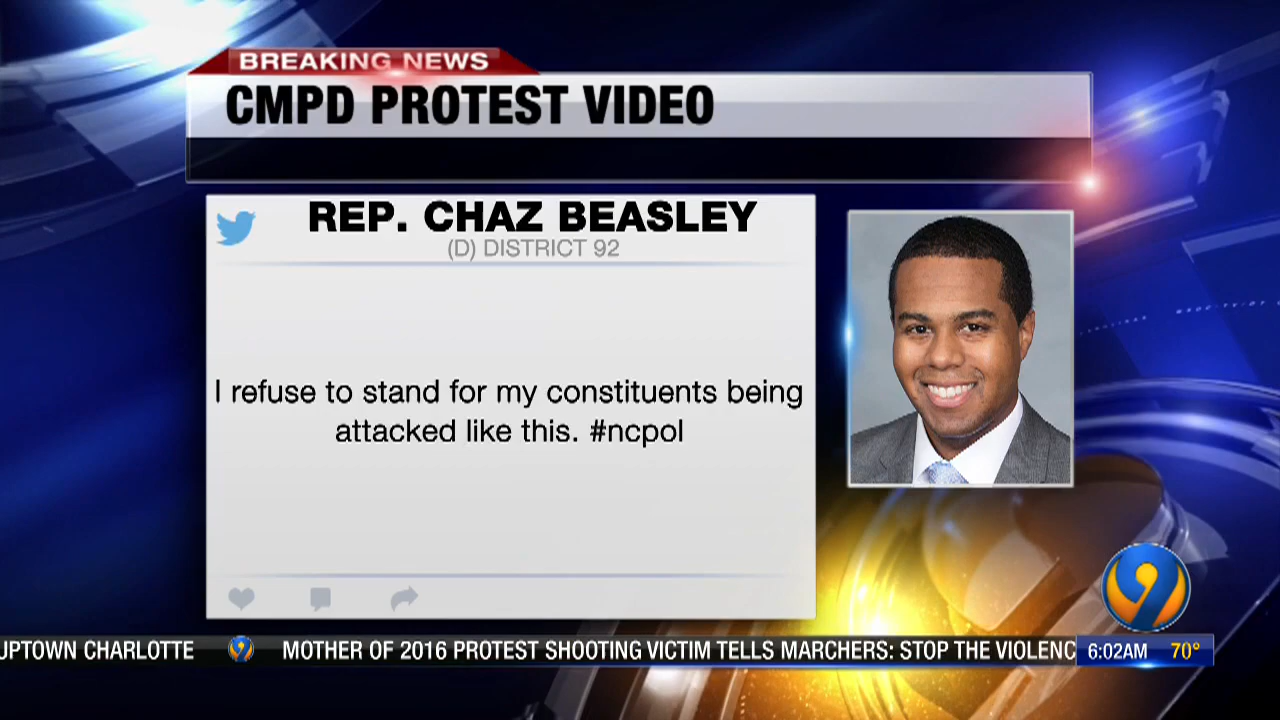 BREAKING NEWS
CMPD PROTEST VIDEO
REP. CHAZ BEASLEY
(D) DISTRICT 92
I refuse to stand for my constituents being
attacked like this. #ncpol
9
UPTOWN CHARLOTTE 9 MOTHER OF 2016 PROTEST SHOOTING VICTIM TELLS MARCHERS: STOP THE VIOLENC 6:02AM 70°